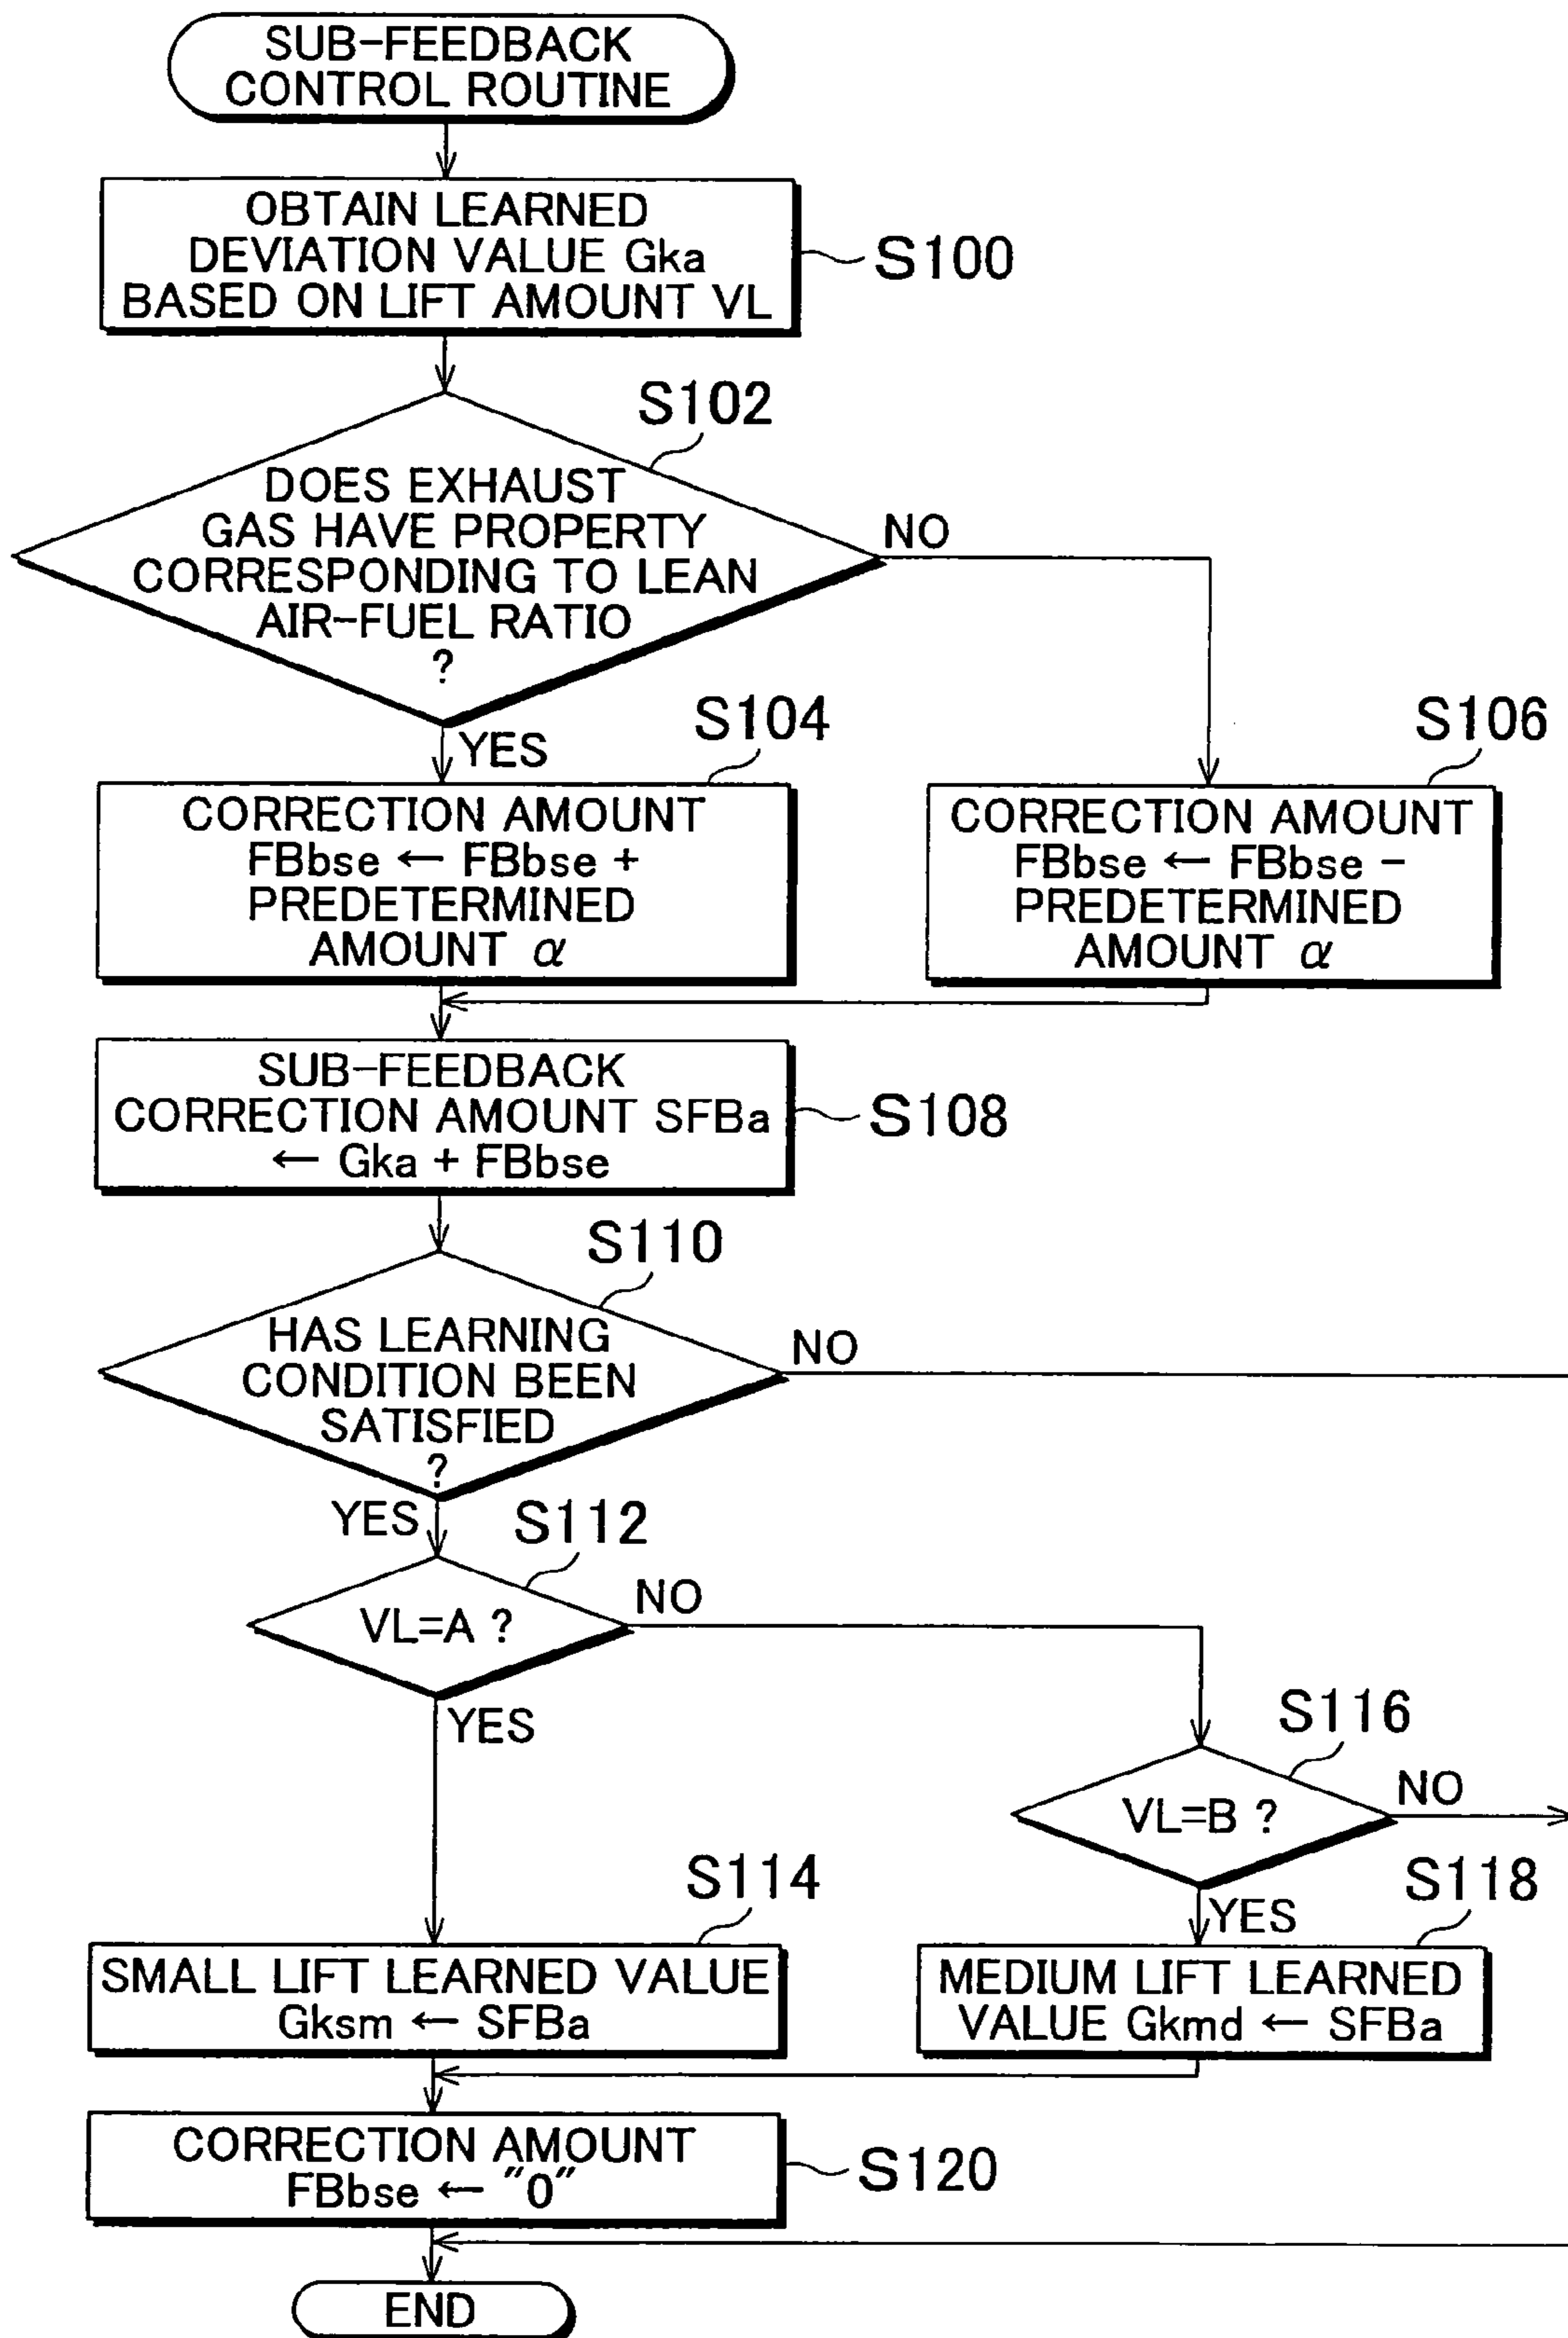 SUB-FEEDBACK
CONTROL ROUTINE
OBTAIN LEARNED
DEVIATION VALUE Gka
BASED ON LIFT AMOUNT VL
S100
S102
DOES EXHAUST
GAS HAVE PROPERTY
CORRESPONDING TO LEAN
AIR-FUEL RATIO
?
NO
YES
S104
CORRECTION AMOUNT
FBbse ← FBbse +
PREDETERMINED
AMOUNT α
S106
CORRECTION AMOUNT
FBbse ← FBbse −
PREDETERMINED
AMOUNT α
SUB-FEEDBACK
CORRECTION AMOUNT SFBa
← Gka + FBbse
S108
S110
HAS LEARNING
CONDITION BEEN
SATISFIED
?
NO
YES
S112
VL=A ?
NO
YES
S116
VL=B ?
NO
YES
S114
SMALL LIFT LEARNED VALUE
Gksm ← SFBa
S118
MEDIUM LIFT LEARNED
VALUE Gkmd ← SFBa
CORRECTION AMOUNT
FBbse ← "0"
S120
END